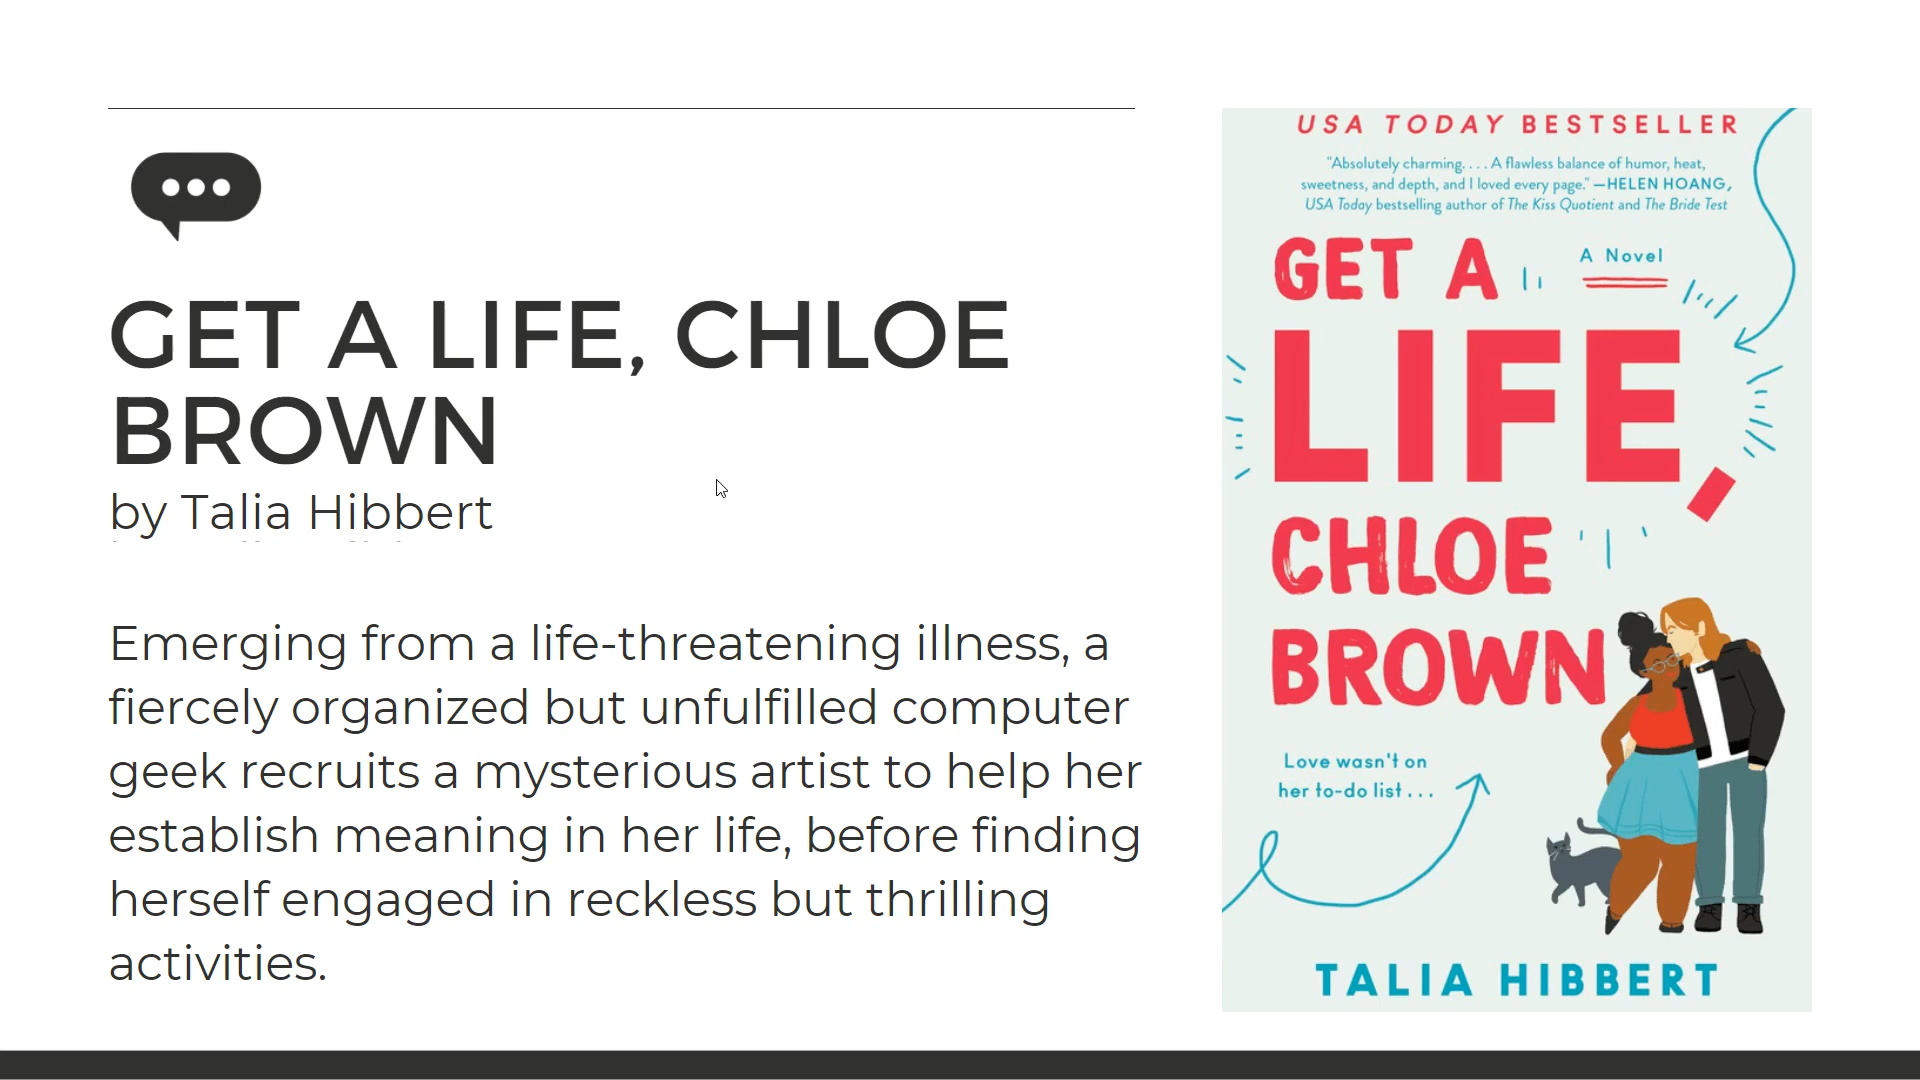 GET A LIFE, CHLOE
BROWN
by Talia Hibbert
Emerging from a life-threatening illness, a
fiercely organized but unfulfilled computer
geek recruits a mysterious artist to help her
establish meaning in her life, before finding
herself engaged in reckless but thrilling
activities.
USA TODAY BESTSELLER
"Absolutely charming. . . . A flawless balance of humor, heat,
sweetness, and depth, and I loved every page." —HELEN HOANG,
USA Today bestselling author of The Kiss Quotient and The Bride Test
GET A
A Novel
LIFE,
CHLOE
BROWN
Love wasn't on
her to-do list . . .
TALIA HIBBERT